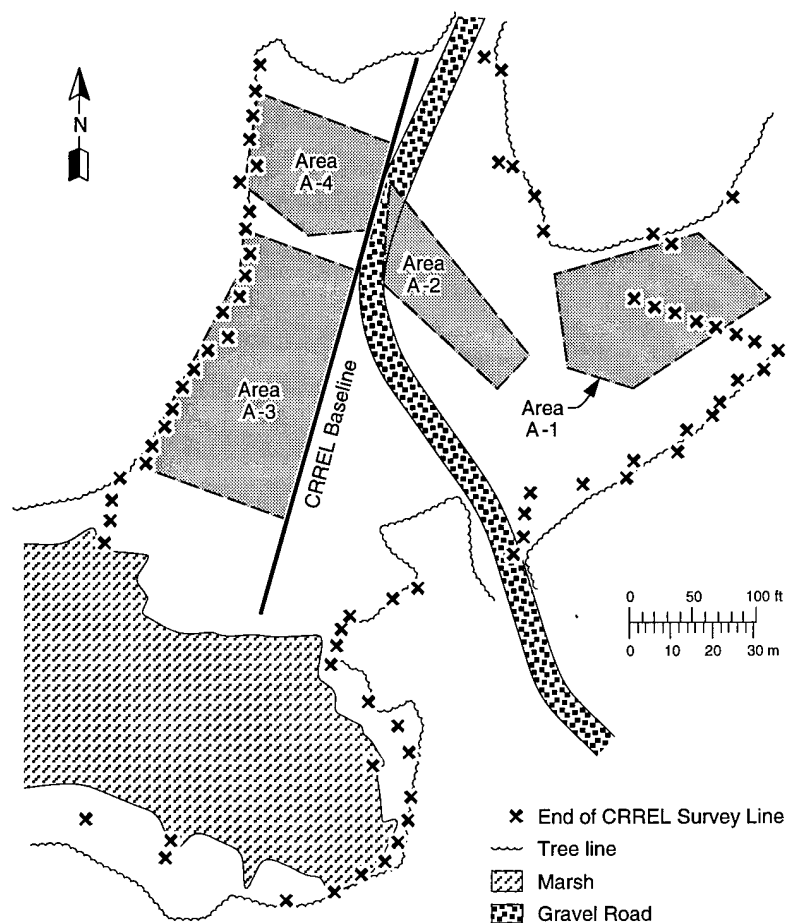 N
Area
A-4
Area
A-2
Area
A-3
CRREL Baseline
Area
A-1
0 50 100 ft
0 10 20 30 m
End of CRREL Survey Line
Tree line
Marsh
Gravel Road